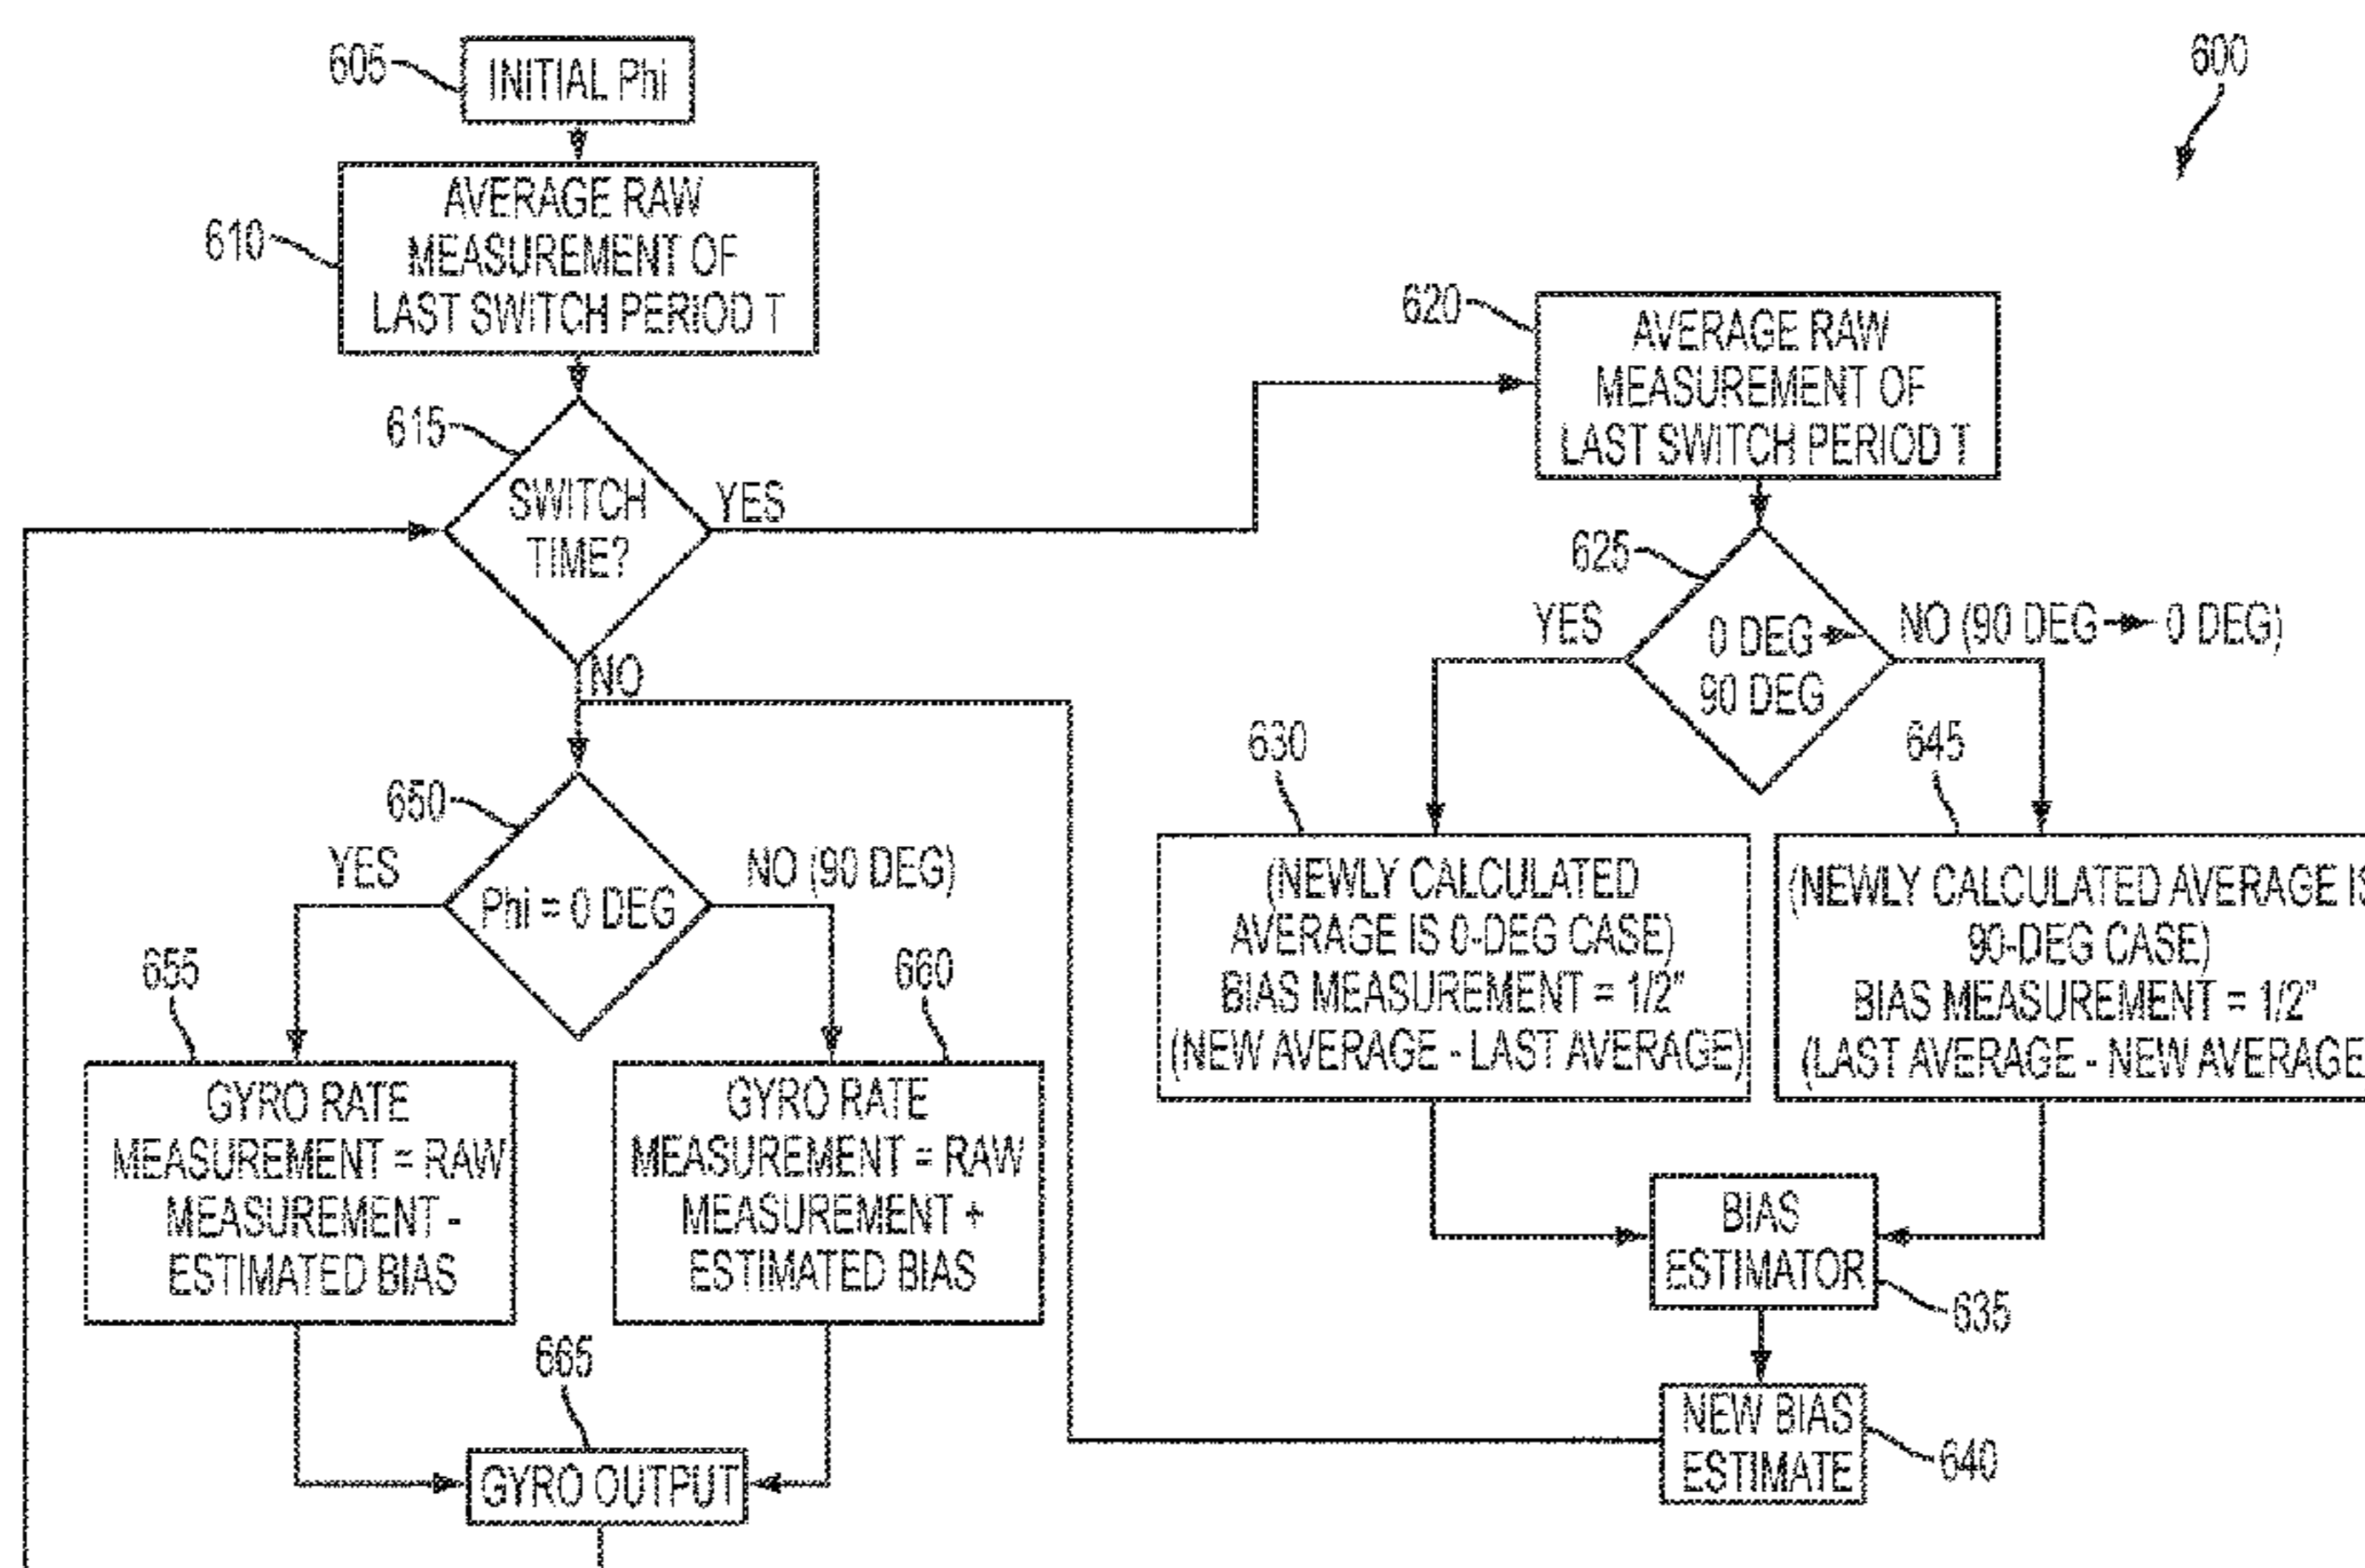 600
605
INITIAL Phi
610
AVERAGE RAW
MEASUREMENT OF
LAST SWITCH PERIOD T
615
SWITCH
TIME?
YES
NO
620
AVERAGE RAW
MEASUREMENT OF
LAST SWITCH PERIOD T
625
0 DEG →
90 DEG
YES
NO (90 DEG → 0 DEG)
630
(NEWLY CALCULATED
AVERAGE IS 0-DEG CASE)
BIAS MEASUREMENT = 1/2"
(NEW AVERAGE - LAST AVERAGE)
645
(NEWLY CALCULATED AVERAGE IS
90-DEG CASE)
BIAS MEASUREMENT = 1/2"
(LAST AVERAGE - NEW AVERAGE
BIAS
ESTIMATOR
635
NEW BIAS
ESTIMATE
640
650
Phi = 0 DEG
YES
NO (90 DEG)
655
GYRO RATE
MEASUREMENT = RAW
MEASUREMENT -
ESTIMATED BIAS
660
GYRO RATE
MEASUREMENT = RAW
MEASUREMENT +
ESTIMATED BIAS
665
GYRO OUTPUT